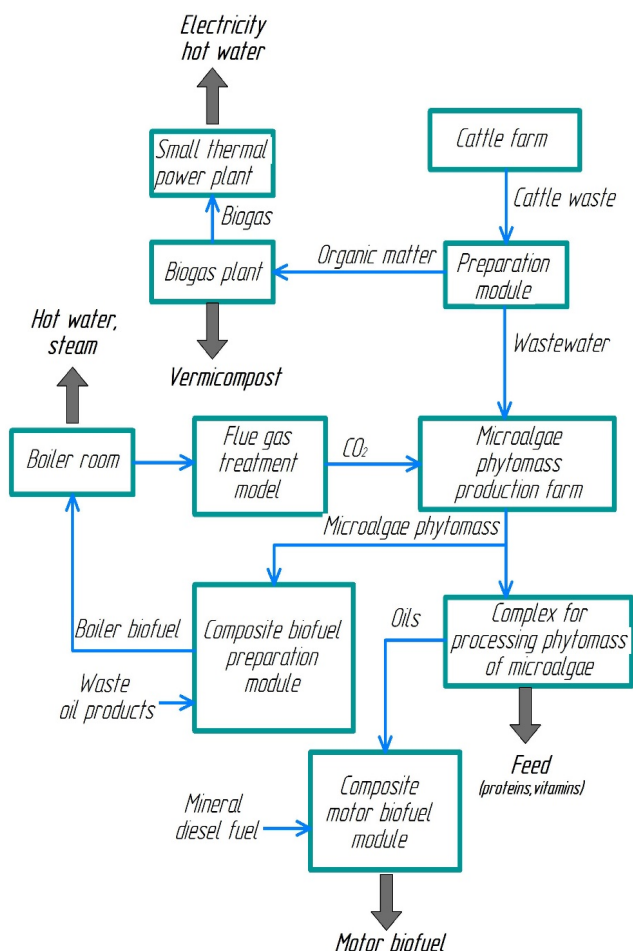 Electricity
hot water
Small thermal
power plant
Cattle farm
Biogas
Cattle waste
Biogas plant
Organic matter
Preparation
module
Hot water,
steam
Vermicompost
Wastewater
Boiler room
Flue gas
treatment
model
CO₂
Microalgae
phytomass
production farm
Microalgae phytomass
Boiler biofuel
Composite biofuel
preparation
module
Oils
Complex for
processing phytomass
of microalgae
Waste
oil products
Feed
(proteins,vitamins)
Mineral
diesel fuel
Composite
motor biofuel
module
Motor biofuel